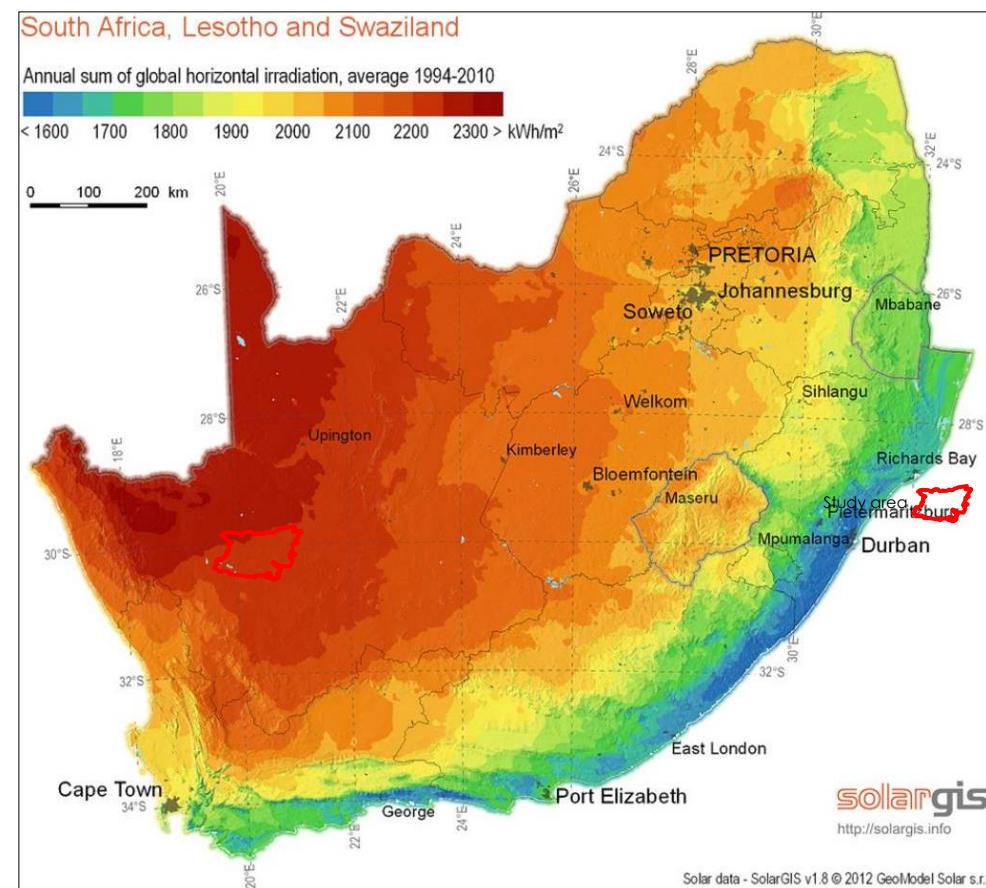 South Africa, Lesotho and Swaziland
Annual sum of global horizontal irradiation, average 1994-2010
< 1600 1700 1800 1900 2000 2100 2200 2300 > kWh/m²
0 100 200 km
30°E
28°E
32°E
24°S
24°S
26°E
20°E
24°E
PRETORIA
26°S
22°E
Johannesburg
26°S
Mbabane
Soweto
Sihlangu
Welkom
28°S
28°S
18°E
Upington
Kimberley
Richards Bay
Bloemfontein
Maseru
Study area
Pietermaritzburg
30°S
Mpumalanga
Durban
30°E
32°S
32°S
East London
Cape Town
34°S
Port Elizabeth
George
24°E
22°E
20°E
solargis
http://solargis.info
Solar data - SolarGIS v1.8 © 2012 GeoModel Solar s.r.